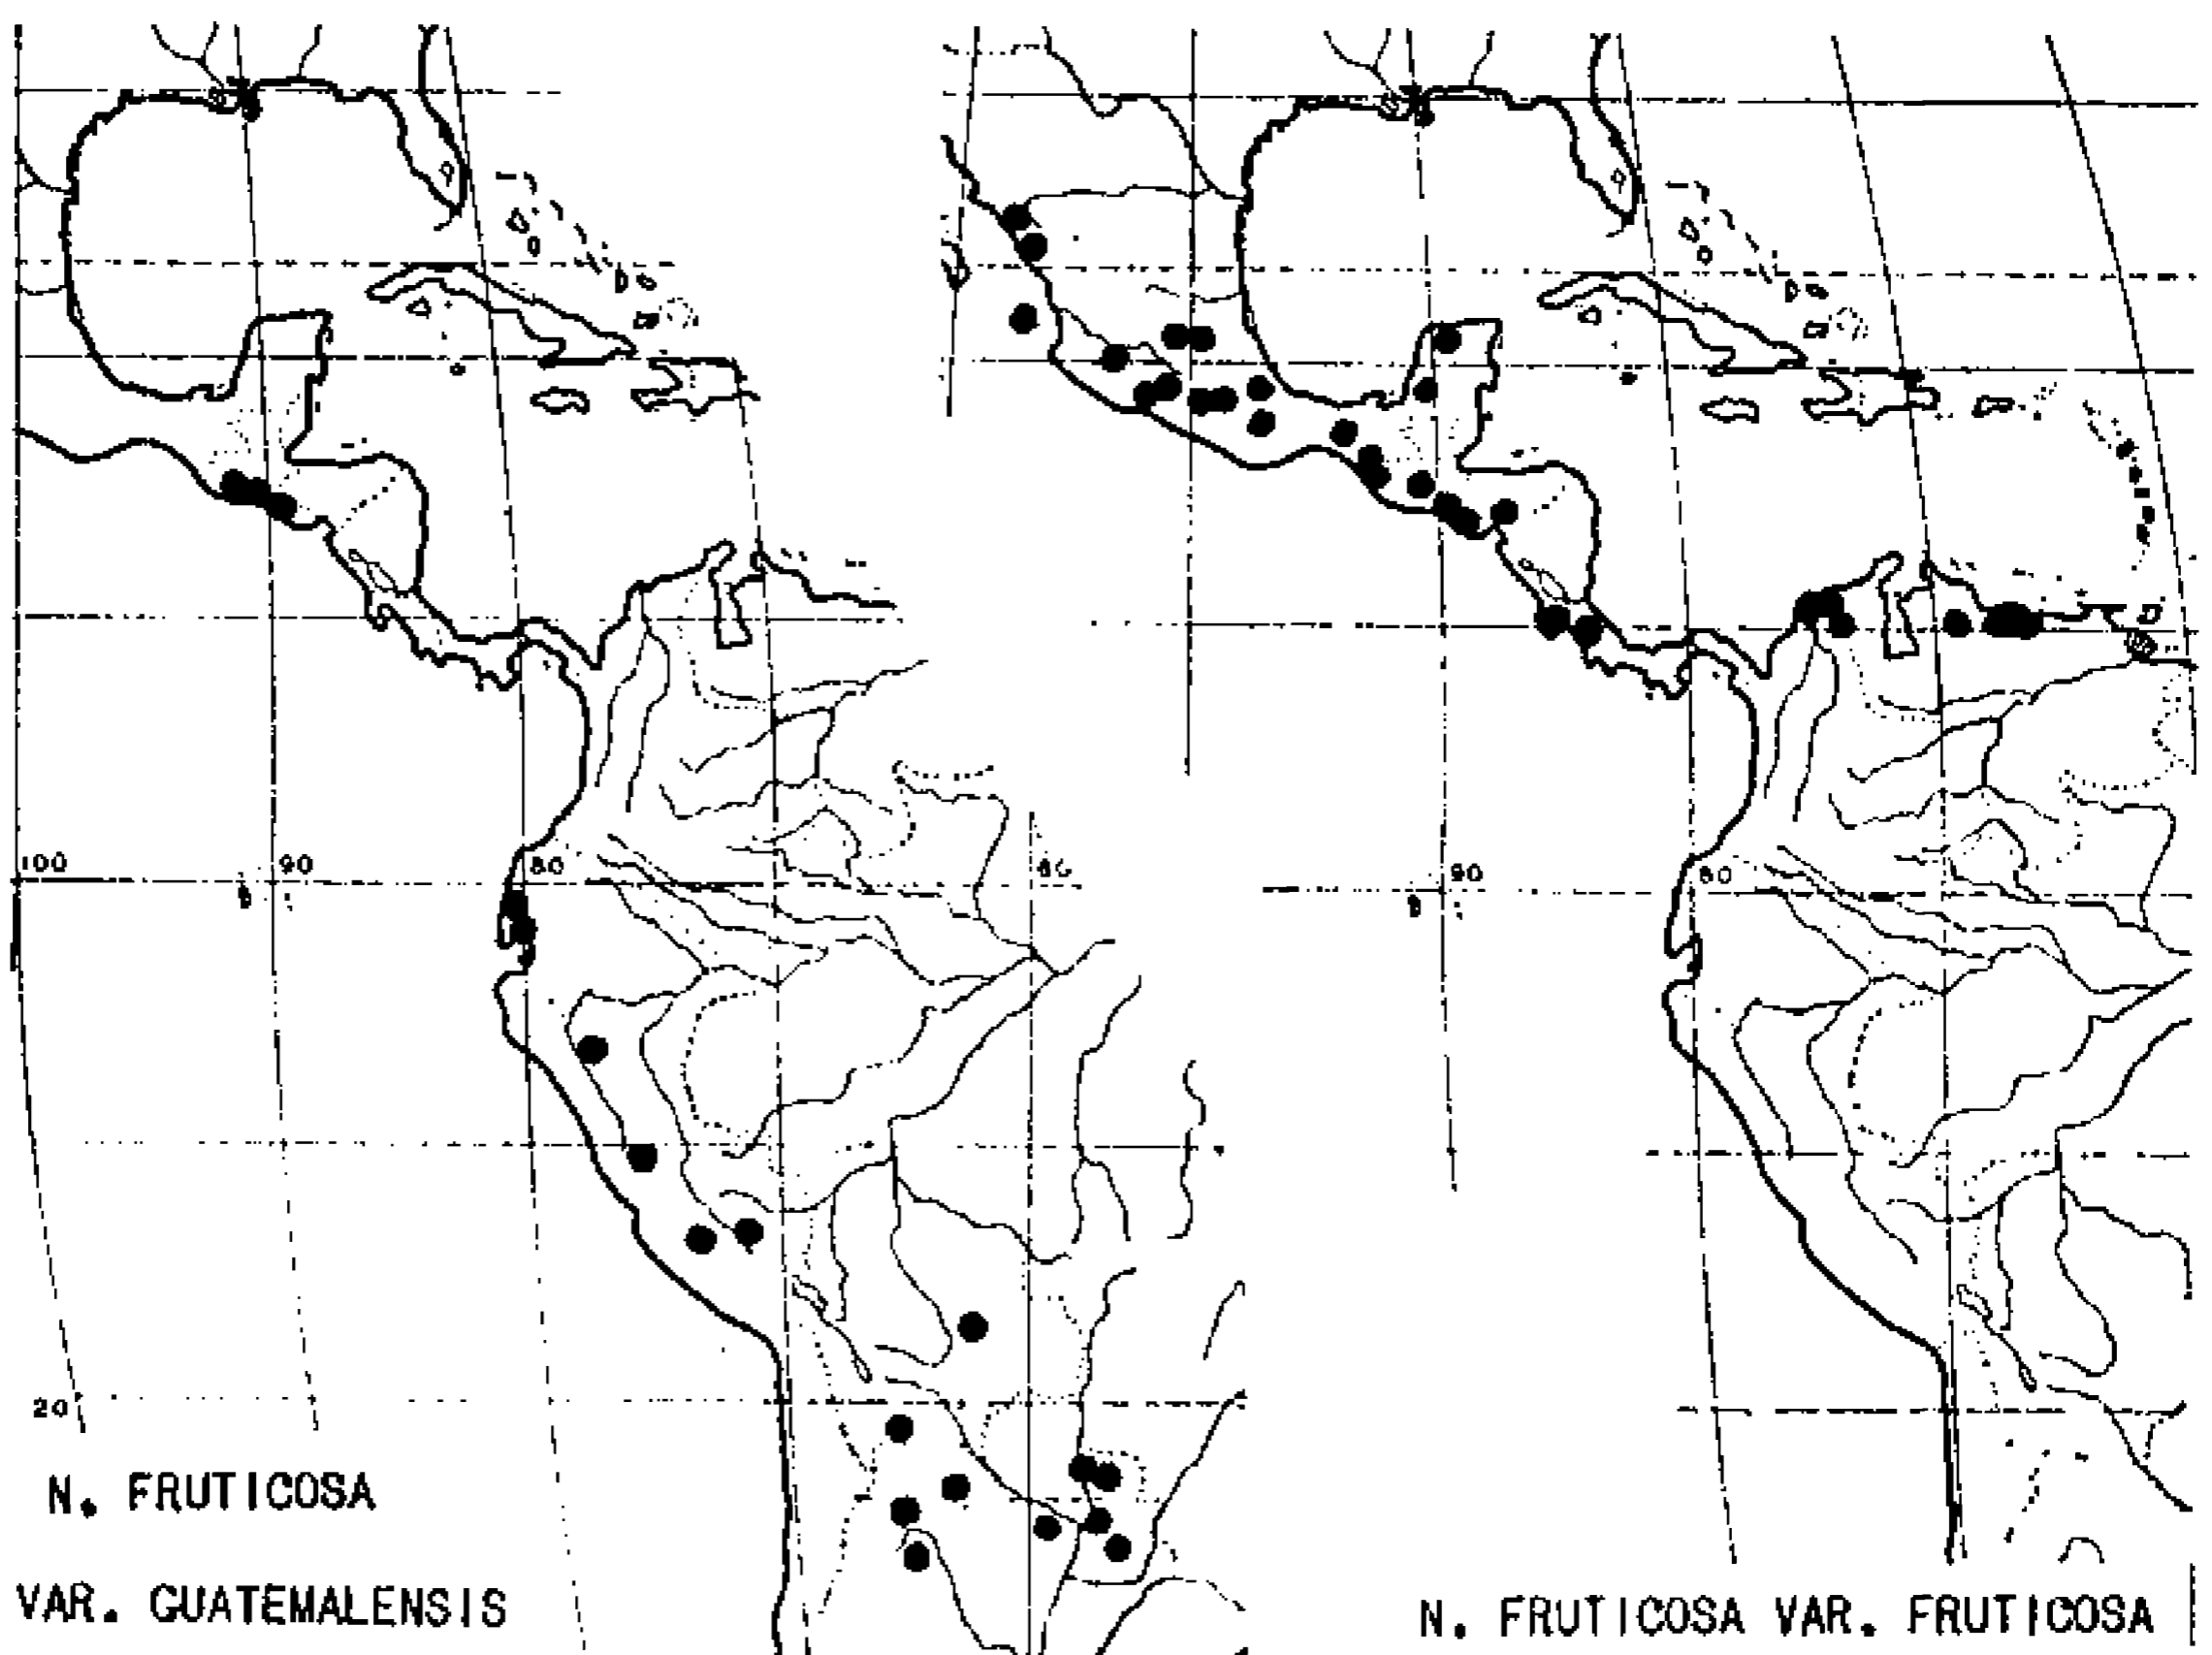 100
90
80
60
20
N. FRUTICOSA
VAR. GUATEMALENSIS
90
80
N. FRUTICOSA VAR. FRUTICOSA